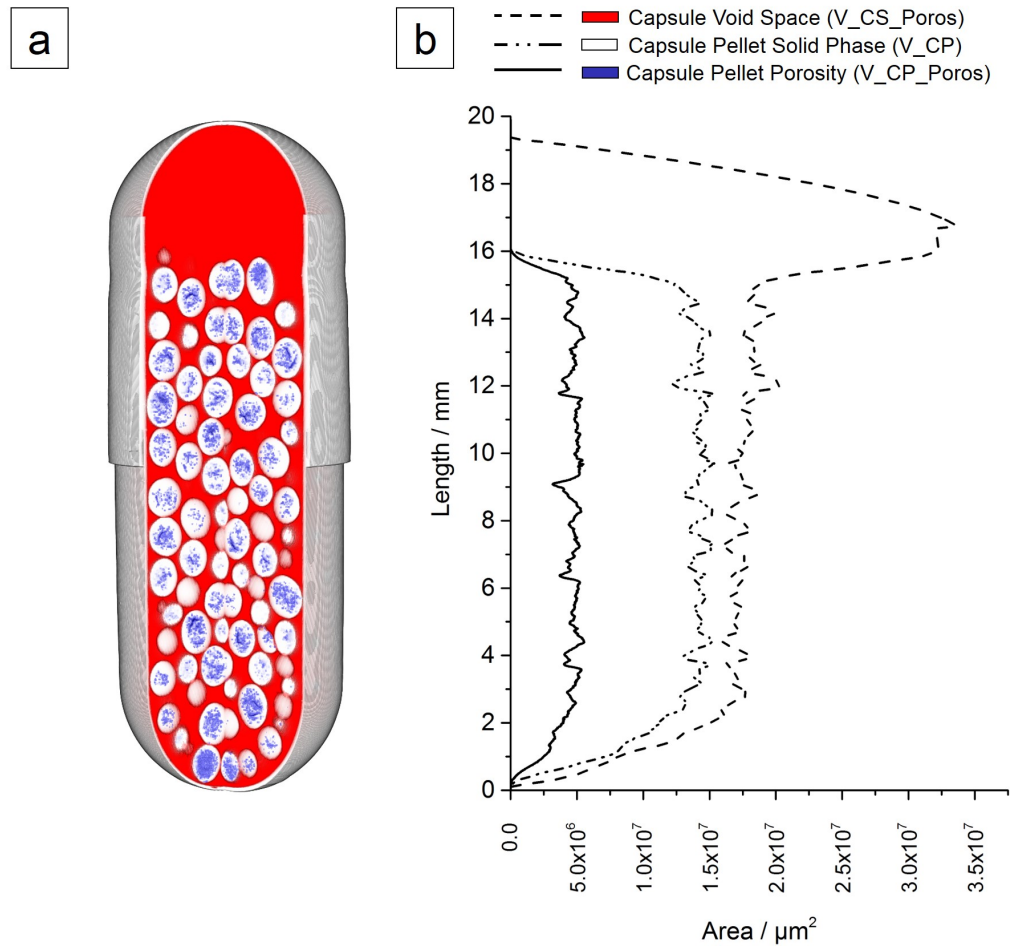 a
b
Capsule Void Space (V_CS_Poros)
Capsule Pellet Solid Phase (V_CP)
Capsule Pellet Porosity (V_CP_Poros)
20
18
16
14
12
10
8
6
4
2
0
Length / mm
0.0
5.0x10⁶
1.0x10⁷
1.5x10⁷
2.0x10⁷
2.5x10⁷
3.0x10⁷
3.5x10⁷
Area / µm²